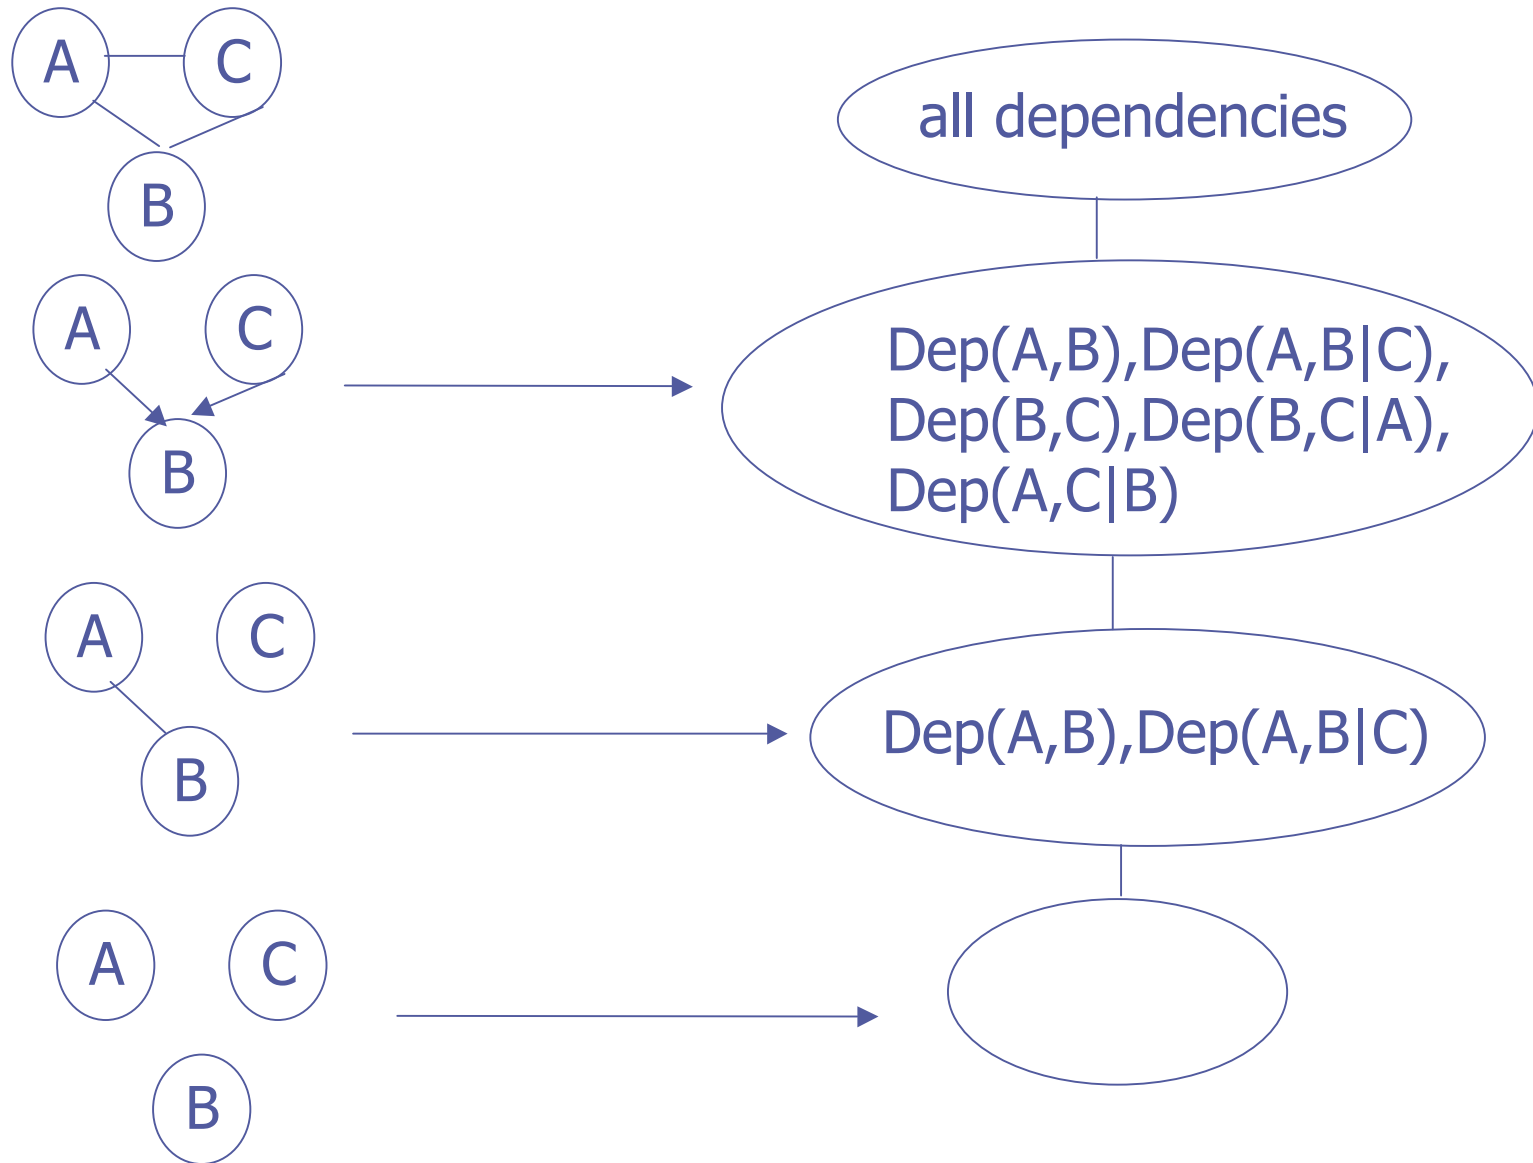 A C
B
all dependencies
A C
B
Dep(A,B),Dep(A,B|C),
Dep(B,C),Dep(B,C|A),
Dep(A,C|B)
A C
B
Dep(A,B),Dep(A,B|C)
A C
B